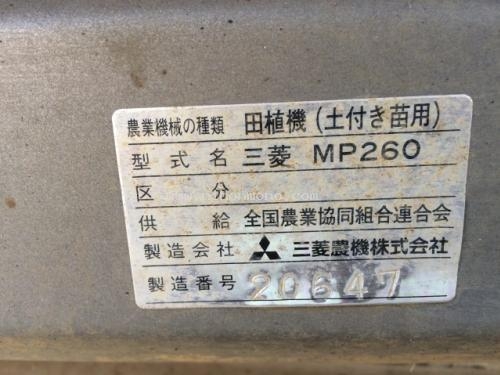 農業機械の種類 田植機(土付き苗用)
型式名 三菱 MP260
区分
供給 全国農業協同組合連合会
製造会社 三菱農機株式会社
製造番号 20647